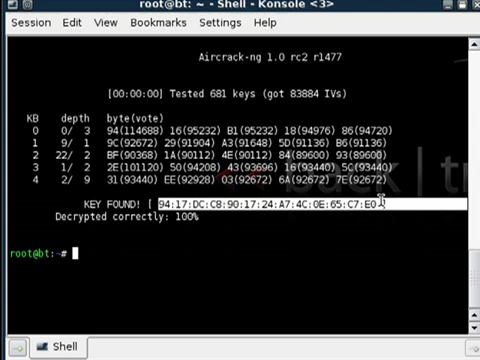 root@bt: ~ - Shell - Konsole <3>
Session Edit View Bookmarks Settings Help
Aircrack-ng 1.0 rc2 r1477
[00:00:00] Tested 681 keys (got 83884 IVs)
KB depth byte(vote)
0 0/ 3 94(114688) 16(95232) B1(95232) 18(94976) 86(94720)
1 9/ 1 9C(92672) 29(91904) A3(91648) 5D(91136) B6(91136)
2 22/ 2 BF(90368) 1A(90112) 4E(90112) 84(89600) 93(89600)
3 1/ 2 2E(101120) 50(94208) 43(93696) 16(93440) 5C(93440)
4 2/ 9 31(93440) EE(92928) 03(92672) 6A(92672) 7E(92672)
back | tr
KEY FOUND! [ 94:17:DC:C8:90:17:24:A7:4C:0E:65:C7:E0
Decrypted correctly: 100%
root@bt:~#
Shell